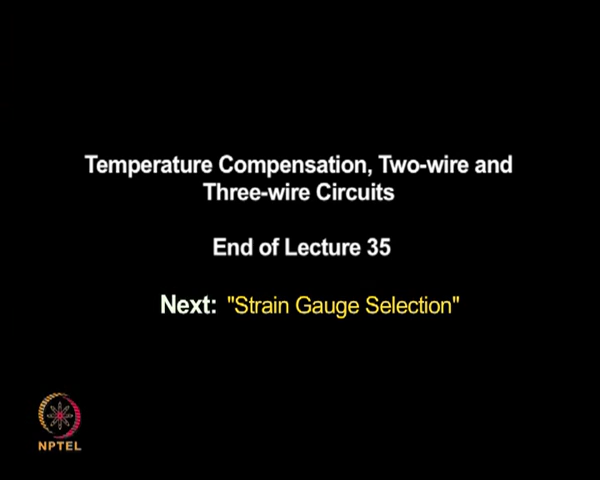 Temperature Compensation, Two-wire and
Three-wire Circuits
End of Lecture 35
Next: "Strain Gauge Selection"
NPTEL